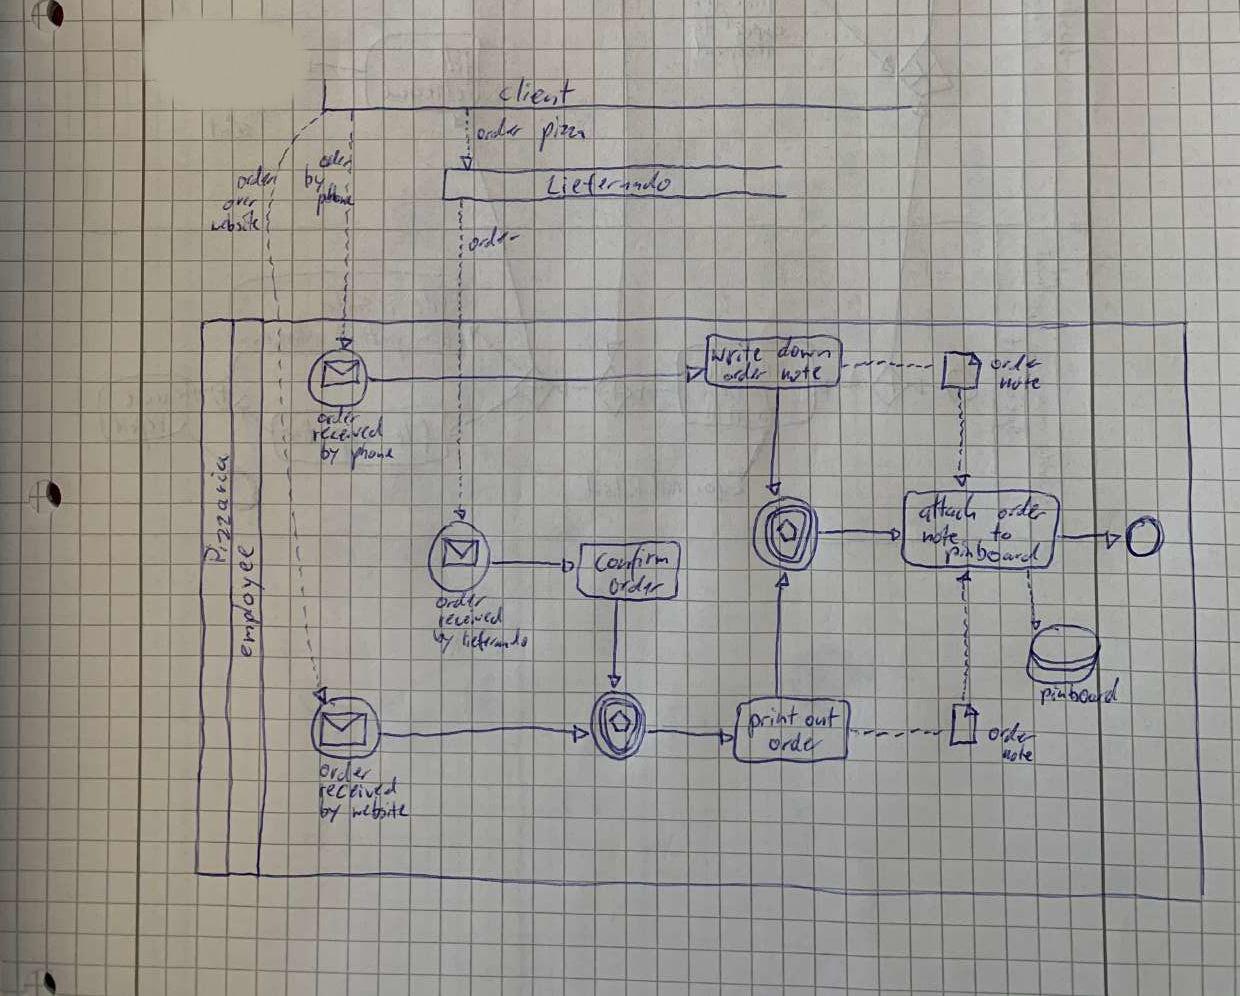 client
order pizza
order
by
phone
order
over
website
Lieferando
order
write down
order note
order
note
order
received
by phone
Pizzaria
employee
attach order
note to
pinboard
confirm
order
order
received
by lieferando
pinboard
print out
order
order
note
order
received
by website